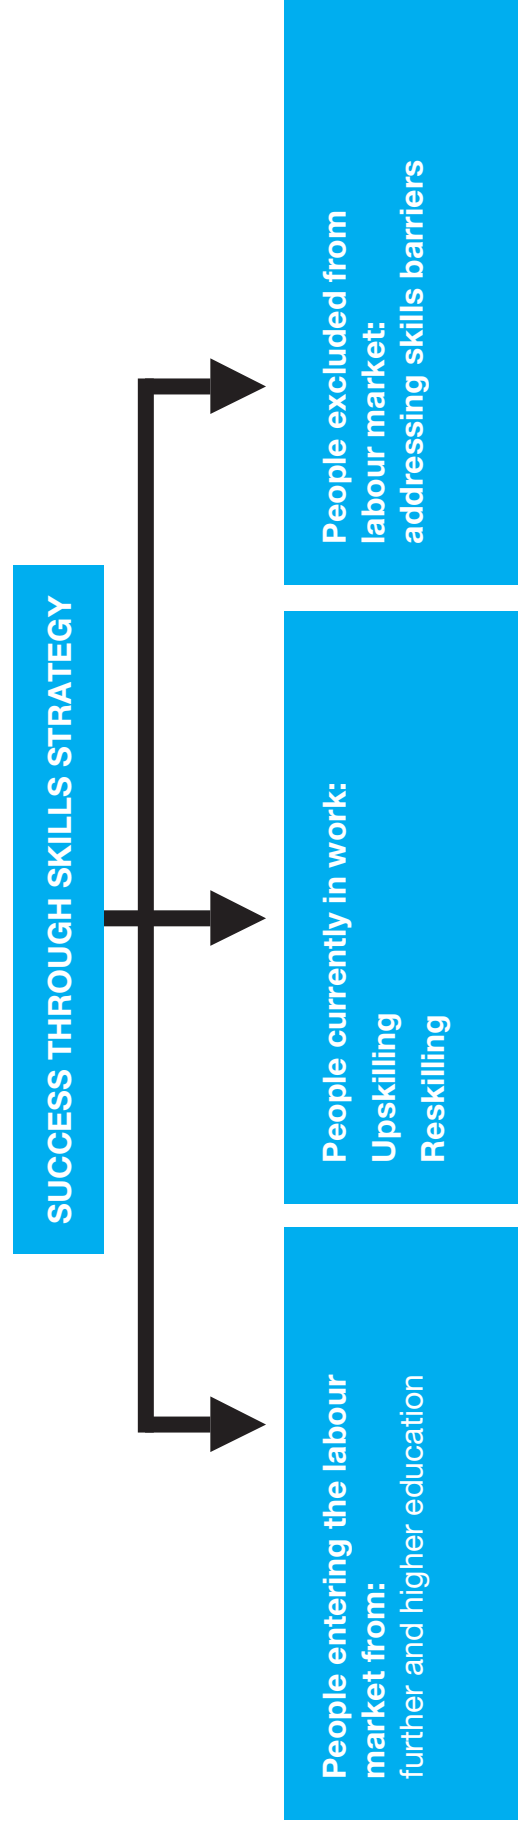 SUCCESS THROUGH SKILLS STRATEGY
People entering the labour
market from:
further and higher education
People currently in work:
Upskilling
Reskilling
People excluded from
labour market:
addressing skills barriers